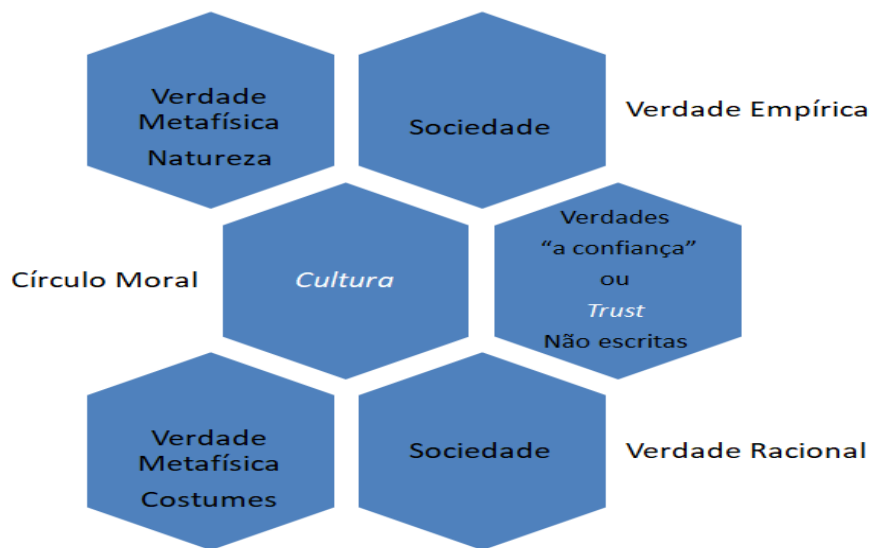 Verdade
Metafísica
Natureza
Sociedade
Verdade Empírica
Círculo Moral
Cultura
Verdades
“a confiança”
ou
Trust
Não escritas
Verdade
Metafísica
Costumes
Sociedade
Verdade Racional